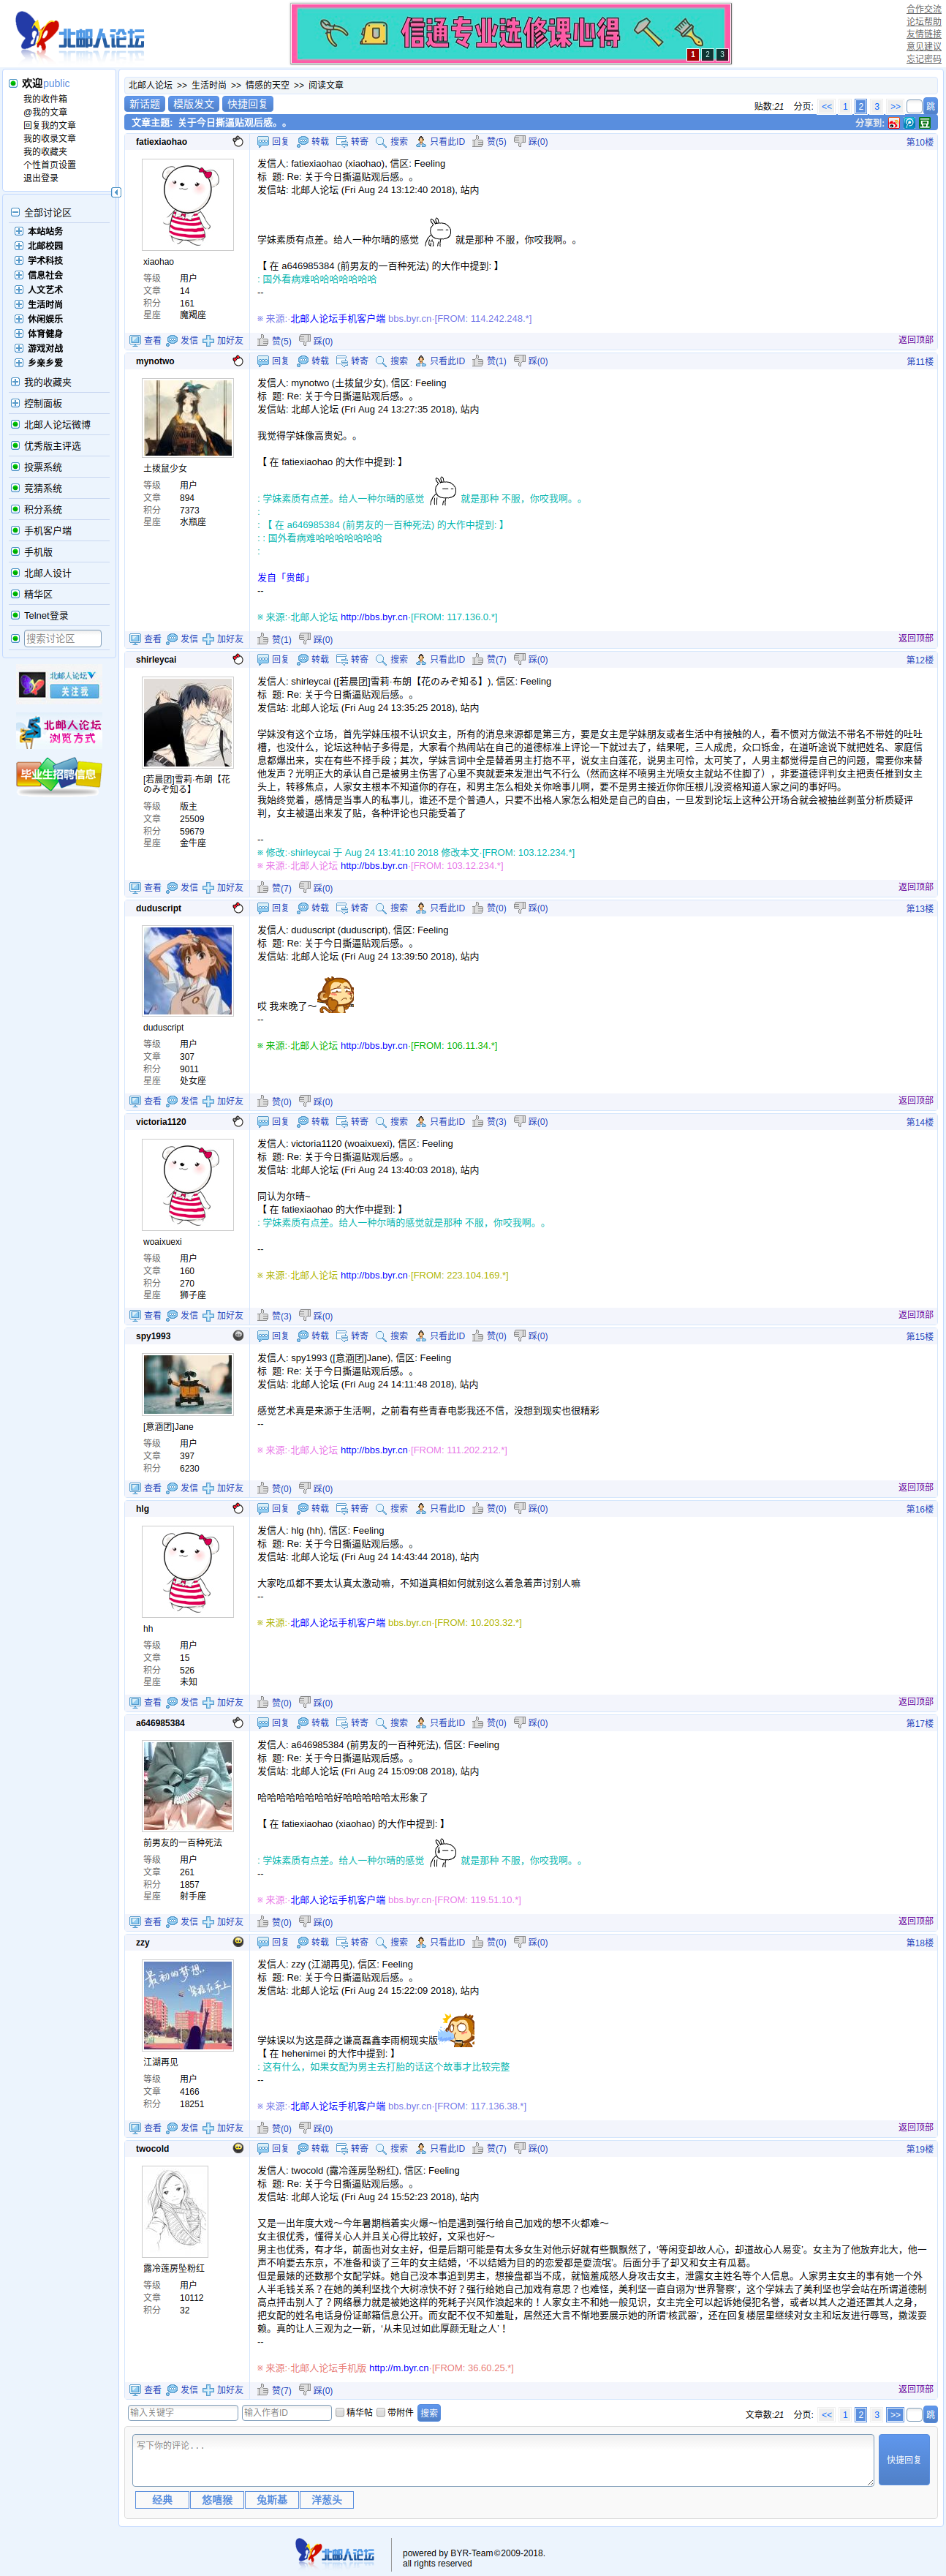 北邮人论坛
信通专业选修课心得
1 2 3
合作交流
论坛帮助
友情链接
意见建议
忘记密码
欢迎public
我的收件箱
@我的文章
回复我的文章
我的收录文章
我的收藏夹
个性首页设置
退出登录
全部讨论区
本站站务
北邮校园
学术科技
信息社会
人文艺术
生活时尚
休闲娱乐
体育健身
游戏对战
乡亲乡爱
我的收藏夹
控制面板
北邮人论坛微博
优秀版主评选
投票系统
竞猜系统
积分系统
手机客户端
手机版
北邮人设计
精华区
Telnet登录
搜索讨论区
北邮人论坛
关注我
北邮人论坛
浏览方式
毕业生招聘信息
北邮人论坛 >> 生活时尚 >> 情感的天空 >> 阅读文章
新话题 模版发文 快捷回复
贴数:21 分页: << 1 2 3 >> 跳
文章主题: 关于今日撕逼贴观后感。。
分享到:
fatiexiaohao
回复 转载 转寄 搜索 只看此ID 赞(5) 踩(0)
第10楼
xiaohao
等级 用户
文章 14
积分 161
星座 魔羯座
发信人: fatiexiaohao (xiaohao), 信区: Feeling
标 题: Re: 关于今日撕逼贴观后感。。
发信站: 北邮人论坛 (Fri Aug 24 13:12:40 2018), 站内
学妹素质有点差。给人一种尔晴的感觉 就是那种 不服，你咬我啊。。
【 在 a646985384 (前男友的一百种死法) 的大作中提到: 】
: 国外看病难哈哈哈哈哈哈哈
--
※ 来源:·北邮人论坛手机客户端 bbs.byr.cn·[FROM: 114.242.248.*]
查看 发信 加好友 赞(5) 踩(0) 返回顶部
mynotwo
回复 转载 转寄 搜索 只看此ID 赞(1) 踩(0)
第11楼
土拨鼠少女
等级 用户
文章 894
积分 7373
星座 水瓶座
发信人: mynotwo (土拨鼠少女), 信区: Feeling
标 题: Re: 关于今日撕逼贴观后感。。
发信站: 北邮人论坛 (Fri Aug 24 13:27:35 2018), 站内
我觉得学妹像高贵妃。。
【 在 fatiexiaohao 的大作中提到: 】
: 学妹素质有点差。给人一种尔晴的感觉 就是那种 不服，你咬我啊。。
:
: 【 在 a646985384 (前男友的一百种死法) 的大作中提到: 】
: : 国外看病难哈哈哈哈哈哈哈
:
发自「贵邮」
--
※ 来源:·北邮人论坛 http://bbs.byr.cn·[FROM: 117.136.0.*]
查看 发信 加好友 赞(1) 踩(0) 返回顶部
shirleycai
回复 转载 转寄 搜索 只看此ID 赞(7) 踩(0)
第12楼
[若晨团]雪莉·布朗【花のみぞ知る】
等级 版主
文章 25509
积分 59679
星座 金牛座
发信人: shirleycai ([若晨团]雪莉·布朗【花のみぞ知る】), 信区: Feeling
标 题: Re: 关于今日撕逼贴观后感。。
发信站: 北邮人论坛 (Fri Aug 24 13:35:25 2018), 站内
学妹没有这个立场，首先学妹压根不认识女主，所有的消息来源都是第三方，要是女主是学妹朋友或者生活中有接触的人，看不惯对方做法不带名不带姓的吐吐槽，也没什么，论坛这种帖子多得是，大家看个热闹站在自己的道德标准上评论一下就过去了，结果呢，三人成虎，众口铄金，在道听途说下就把姓名、家庭信息都爆出来，实在有些不择手段；其次，学妹言词中全是替着男主打抱不平，说女主白莲花，说男主可怜，太可笑了，人男主都觉得是自己的问题，需要你来替他发声？光明正大的承认自己是被男主伤害了心里不爽就要来发泄出气不行么（然而这样不喷男主光喷女主就站不住脚了），非要道德评判女主把责任推到女主头上，转移焦点，人家女主根本不知道你的存在，和男主怎么相处关你啥事儿啊，要不是男主接近你你压根儿没资格知道人家之间的事好吗。
我始终觉着，感情是当事人的私事儿，谁还不是个普通人，只要不出格人家怎么相处是自己的自由，一旦发到论坛上这种公开场合就会被抽丝剥茧分析质疑评判，女主被逼出来发了贴，各种评论也只能受着了
--
※ 修改:·shirleycai 于 Aug 24 13:41:10 2018 修改本文·[FROM: 103.12.234.*]
※ 来源:·北邮人论坛 http://bbs.byr.cn·[FROM: 103.12.234.*]
查看 发信 加好友 赞(7) 踩(0) 返回顶部
duduscript
回复 转载 转寄 搜索 只看此ID 赞(0) 踩(0)
第13楼
duduscript
等级 用户
文章 307
积分 9011
星座 处女座
发信人: duduscript (duduscript), 信区: Feeling
标 题: Re: 关于今日撕逼贴观后感。。
发信站: 北邮人论坛 (Fri Aug 24 13:39:50 2018), 站内
哎 我来晚了～
--
※ 来源:·北邮人论坛 http://bbs.byr.cn·[FROM: 106.11.34.*]
查看 发信 加好友 赞(0) 踩(0) 返回顶部
victoria1120
回复 转载 转寄 搜索 只看此ID 赞(3) 踩(0)
第14楼
woaixuexi
等级 用户
文章 160
积分 270
星座 狮子座
发信人: victoria1120 (woaixuexi), 信区: Feeling
标 题: Re: 关于今日撕逼贴观后感。。
发信站: 北邮人论坛 (Fri Aug 24 13:40:03 2018), 站内
同认为尔晴~
【 在 fatiexiaohao 的大作中提到: 】
: 学妹素质有点差。给人一种尔晴的感觉就是那种 不服，你咬我啊。。
--
※ 来源:·北邮人论坛 http://bbs.byr.cn·[FROM: 223.104.169.*]
查看 发信 加好友 赞(3) 踩(0) 返回顶部
spy1993
回复 转载 转寄 搜索 只看此ID 赞(0) 踩(0)
第15楼
[意涵团]Jane
等级 用户
文章 397
积分 6230
发信人: spy1993 ([意涵团]Jane), 信区: Feeling
标 题: Re: 关于今日撕逼贴观后感。。
发信站: 北邮人论坛 (Fri Aug 24 14:11:48 2018), 站内
感觉艺术真是来源于生活啊，之前看有些青春电影我还不信，没想到现实也很精彩
--
※ 来源:·北邮人论坛 http://bbs.byr.cn·[FROM: 111.202.212.*]
查看 发信 加好友 赞(0) 踩(0) 返回顶部
hlg
回复 转载 转寄 搜索 只看此ID 赞(0) 踩(0)
第16楼
hh
等级 用户
文章 15
积分 526
星座 未知
发信人: hlg (hh), 信区: Feeling
标 题: Re: 关于今日撕逼贴观后感。。
发信站: 北邮人论坛 (Fri Aug 24 14:43:44 2018), 站内
大家吃瓜都不要太认真太激动嘛，不知道真相如何就别这么着急着声讨别人嘛
--
※ 来源:·北邮人论坛手机客户端 bbs.byr.cn·[FROM: 10.203.32.*]
查看 发信 加好友 赞(0) 踩(0) 返回顶部
a646985384
回复 转载 转寄 搜索 只看此ID 赞(0) 踩(0)
第17楼
前男友的一百种死法
等级 用户
文章 261
积分 1857
星座 射手座
发信人: a646985384 (前男友的一百种死法), 信区: Feeling
标 题: Re: 关于今日撕逼贴观后感。。
发信站: 北邮人论坛 (Fri Aug 24 15:09:08 2018), 站内
哈哈哈哈哈哈哈哈好哈哈哈哈哈太形象了
【 在 fatiexiaohao (xiaohao) 的大作中提到: 】
: 学妹素质有点差。给人一种尔晴的感觉 就是那种 不服，你咬我啊。。
--
※ 来源:·北邮人论坛手机客户端 bbs.byr.cn·[FROM: 119.51.10.*]
查看 发信 加好友 赞(0) 踩(0) 返回顶部
zzy
回复 转载 转寄 搜索 只看此ID 赞(0) 踩(0)
第18楼
最初的梦想
紧握在手上
江湖再见
等级 用户
文章 4166
积分 18251
发信人: zzy (江湖再见), 信区: Feeling
标 题: Re: 关于今日撕逼贴观后感。。
发信站: 北邮人论坛 (Fri Aug 24 15:22:09 2018), 站内
学妹误以为这是薛之谦高磊鑫李雨桐现实版
【 在 hehenimei 的大作中提到: 】
: 这有什么，如果女配为男主去打胎的话这个故事才比较完整
--
※ 来源:·北邮人论坛手机客户端 bbs.byr.cn·[FROM: 117.136.38.*]
查看 发信 加好友 赞(0) 踩(0) 返回顶部
twocold
回复 转载 转寄 搜索 只看此ID 赞(7) 踩(0)
第19楼
露冷莲房坠粉红
等级 用户
文章 10112
积分 32
发信人: twocold (露冷莲房坠粉红), 信区: Feeling
标 题: Re: 关于今日撕逼贴观后感。。
发信站: 北邮人论坛 (Fri Aug 24 15:52:23 2018), 站内
又是一出年度大戏～今年暑期档着实火爆～怕是遇到强行给自己加戏的想不火都难～
女主很优秀，懂得关心人并且关心得比较好，文采也好～
男主也优秀，有才华，前面也对女主好，但是后期可能是有太多女生对他示好就有些飘飘然了，‘等闲变却故人心，却道故心人易变’。女主为了他放弃北大，他一声不响要去东京，不准备和谈了三年的女主结婚，‘不以结婚为目的的恋爱都是耍流氓’。后面分手了却又和女主有瓜葛。
但是最婊的还数那个女配学妹。她自己没本事追到男主，想接盘都当不成，就恼羞成怒人身攻击女主，泄露女主姓名等个人信息。人家男主女主的事有她一个外人半毛钱关系？在她的美利坚找个大树凉快不好？强行给她自己加戏有意思？也难怪，美利坚一直自诩为‘世界警察’，这个学妹去了美利坚也学会站在所谓道德制高点抨击别人了？网络暴力就是被她这样的死耗子兴风作浪起来的！人家女主不和她一般见识，女主完全可以起诉她侵犯名誉，或者以其人之道还置其人之身，把女配的姓名电话身份证邮箱信息公开。而女配不仅不知羞耻，居然还大言不惭地要展示她的所谓‘核武器’，还在回复楼层里继续对女主和坛友进行辱骂，撒泼耍赖。真的让人三观为之一新，‘从未见过如此厚颜无耻之人’！
--
※ 来源:·北邮人论坛手机版 http://m.byr.cn·[FROM: 36.60.25.*]
查看 发信 加好友 赞(7) 踩(0) 返回顶部
输入关键字 输入作者ID 精华帖 带附件 搜索
文章数:21 分页: << 1 2 3 >> 跳
写下你的评论...
快捷回复
经典 悠嘻猴 兔斯基 洋葱头
北邮人论坛
powered by BYR-Team©2009-2018.
all rights reserved